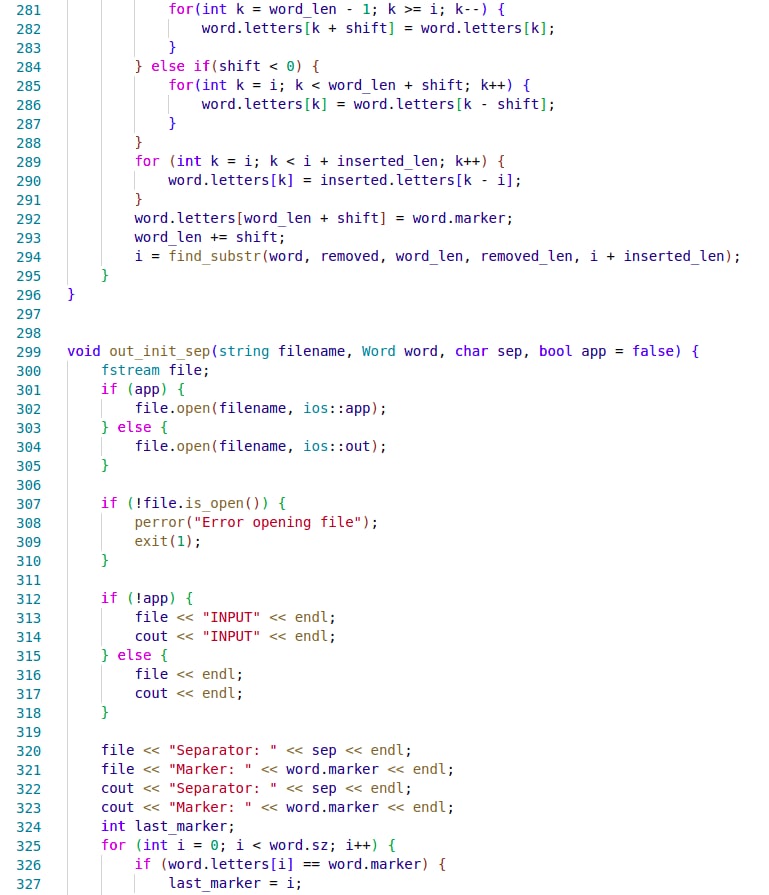 281 for(int k = word_len - 1; k >= i; k--) {
282 word.letters[k + shift] = word.letters[k];
283 }
284 } else if(shift < 0) {
285 for(int k = i; k < word_len + shift; k++) {
286 word.letters[k] = word.letters[k - shift];
287 }
288 }
289 for (int k = i; k < i + inserted_len; k++) {
290 word.letters[k] = inserted.letters[k - i];
291 }
292 word.letters[word_len + shift] = word.marker;
293 word_len += shift;
294 i = find_substr(word, removed, word_len, removed_len, i + inserted_len);
295 }
296 }
297
298
299 void out_init_sep(string filename, Word word, char sep, bool app = false) {
300 fstream file;
301 if (app) {
302 file.open(filename, ios::app);
303 } else {
304 file.open(filename, ios::out);
305 }
306
307 if (!file.is_open()) {
308 perror("Error opening file");
309 exit(1);
310 }
311
312 if (!app) {
313 file << "INPUT" << endl;
314 cout << "INPUT" << endl;
315 } else {
316 file << endl;
317 cout << endl;
318 }
319
320 file << "Separator: " << sep << endl;
321 file << "Marker: " << word.marker << endl;
322 cout << "Separator: " << sep << endl;
323 cout << "Marker: " << word.marker << endl;
324 int last_marker;
325 for (int i = 0; i < word.sz; i++) {
326 if (word.letters[i] == word.marker) {
327 last_marker = i;